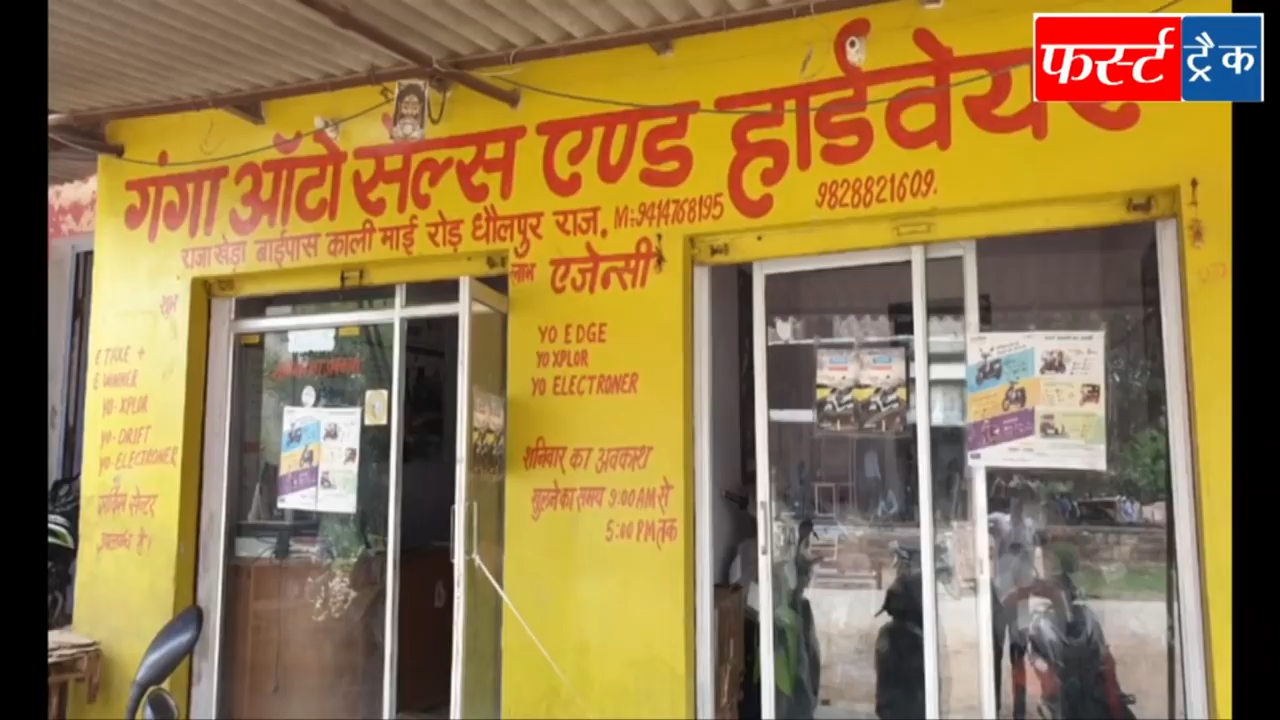 फर्स्ट ट्रैक
गंगा ऑटो सेल्स एण्ड हार्डवेयर
राजाखेडा बाईपास काली माई रोड़ धौलपुर राज. M:-9414768195
9828821609.
शुभ
लाभ
एजेन्सी
YO EDGE
YO XPLOR
YO ELECTRONER
E TAXE +
E WINNER
YO-XPLOR
YO-DRIFT
YO-ELECTRONER
सर्विस सेन्टर
उपलब्ध है।
शनिवार का अवकाश
खुलने का समय 9:00 AM से
5:00 PM तक